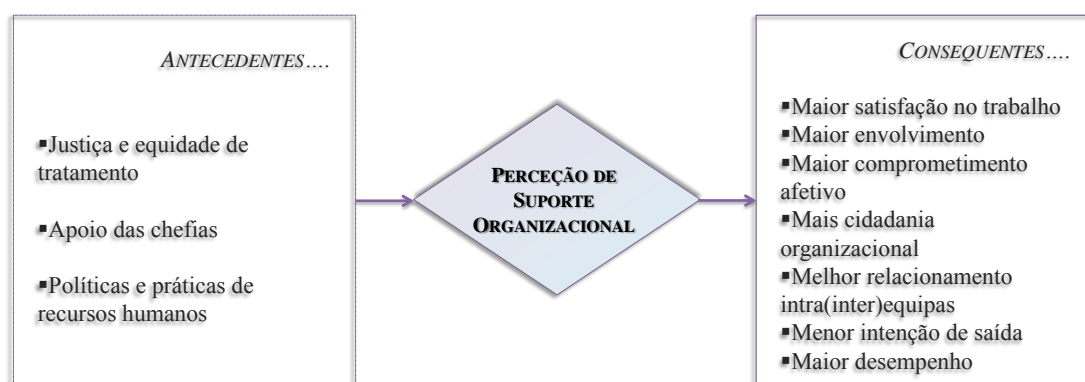 ANTECEDENTES....
▪Justiça e equidade de
tratamento
▪Apoio das chefias
▪Políticas e práticas de
recursos humanos
PERCEÇÃO DE
SUPORTE
ORGANIZACIONAL
CONSEQUENTES....
▪Maior satisfação no trabalho
▪Maior envolvimento
▪Maior comprometimento
afetivo
▪Mais cidadania
organizacional
▪Melhor relacionamento
intra(inter)equipas
▪Menor intenção de saída
▪Maior desempenho